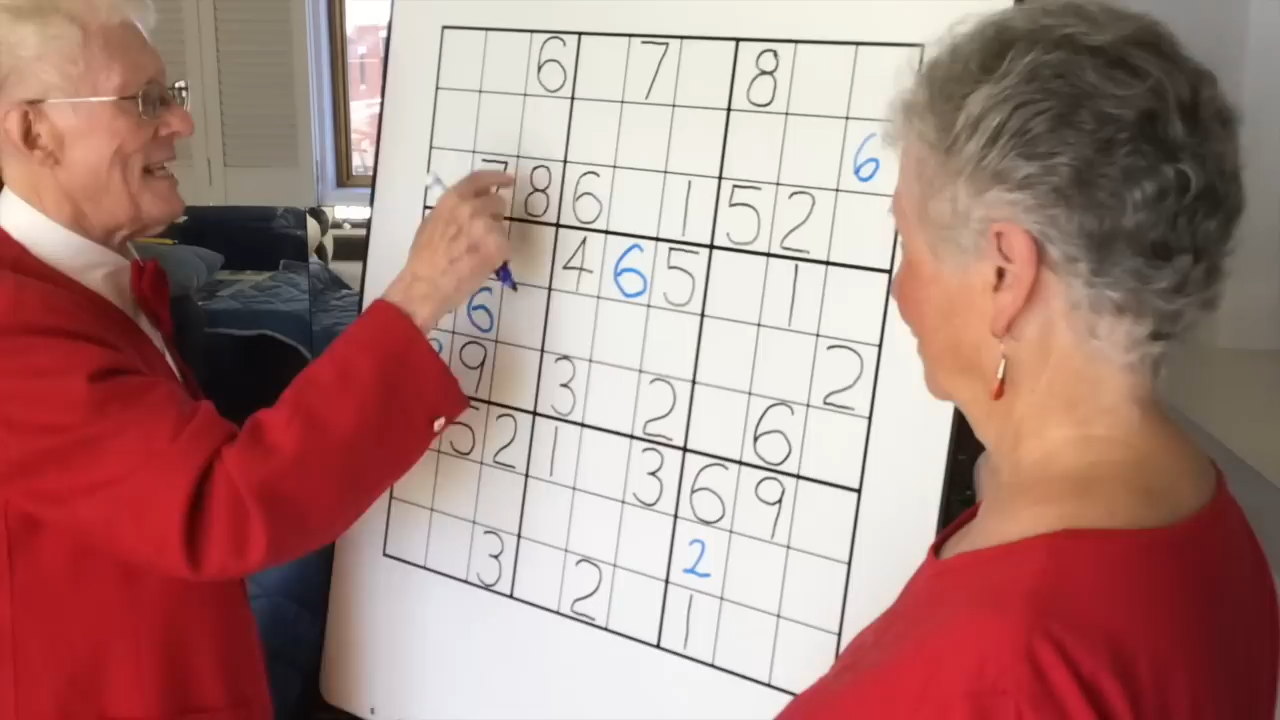 6 7 8
6
7 8 6 1 5 2
4 6 5 1
6 2
9 3 2 6
5 2 1 3 6 9
2
3 2 1